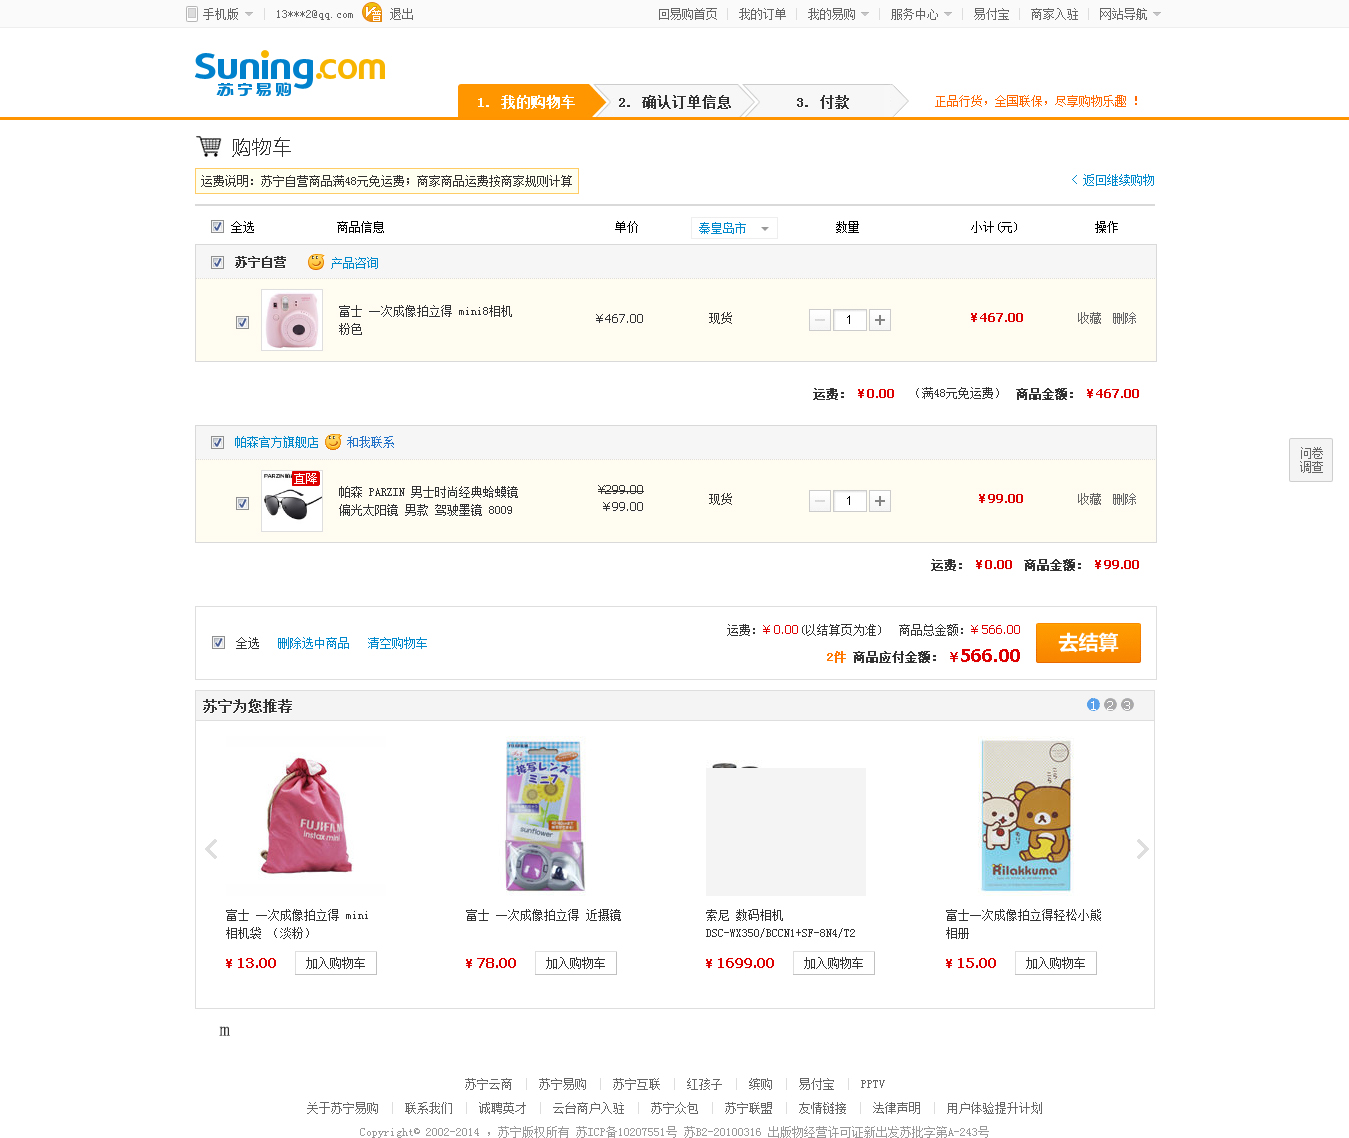 手机版 13***2@qq.com 退出 回易购首页 我的订单 我的易购 服务中心 易付宝 商家入驻 网站导航
Suning.com
苏宁易购
1. 我的购物车 2. 确认订单信息 3. 付款 正品行货，全国联保，尽享购物乐趣 ！
购物车
运费说明：苏宁自营商品满48元免运费；商家商品运费按商家规则计算
返回继续购物
全选 商品信息 单价 秦皇岛市 数量 小计(元) 操作
苏宁自营 产品咨询
富士 一次成像拍立得 mini8相机
粉色
¥467.00 现货 1 ¥467.00 收藏 删除
运费： ¥0.00 （满48元免运费） 商品金额： ¥467.00
帕森官方旗舰店 和我联系
PARZIN 直降
帕森 PARZIN 男士时尚经典蛤蟆镜
偏光太阳镜 男款 驾驶墨镜 8009
¥299.00
¥99.00
现货 1 ¥99.00 收藏 删除
运费： ¥0.00 商品金额： ¥99.00
全选 删除选中商品 清空购物车
运费：¥ 0.00(以结算页为准) 商品总金额：¥ 566.00
2件 商品应付金额： ¥566.00
去结算
苏宁为您推荐 1 2 3
FUJIFILM
instax mini
接写レンズ
ミニ7
sunflower
Rilakkuma
富士 一次成像拍立得 mini
相机袋 （淡粉）
¥ 13.00 加入购物车
富士 一次成像拍立得 近摄镜
¥ 78.00 加入购物车
索尼 数码相机
DSC-WX350/BCCN1+SF-8N4/T2
¥ 1699.00 加入购物车
富士一次成像拍立得轻松小熊
相册
¥ 15.00 加入购物车
问卷
调查
m
苏宁云商 苏宁易购 苏宁互联 红孩子 缤购 易付宝 PPTV
关于苏宁易购 联系我们 诚聘英才 云台商户入驻 苏宁众包 苏宁联盟 友情链接 法律声明 用户体验提升计划
Copyright© 2002-2014 ，苏宁版权所有 苏ICP备10207551号 苏B2-20100316 出版物经营许可证新出发苏批字第A-243号